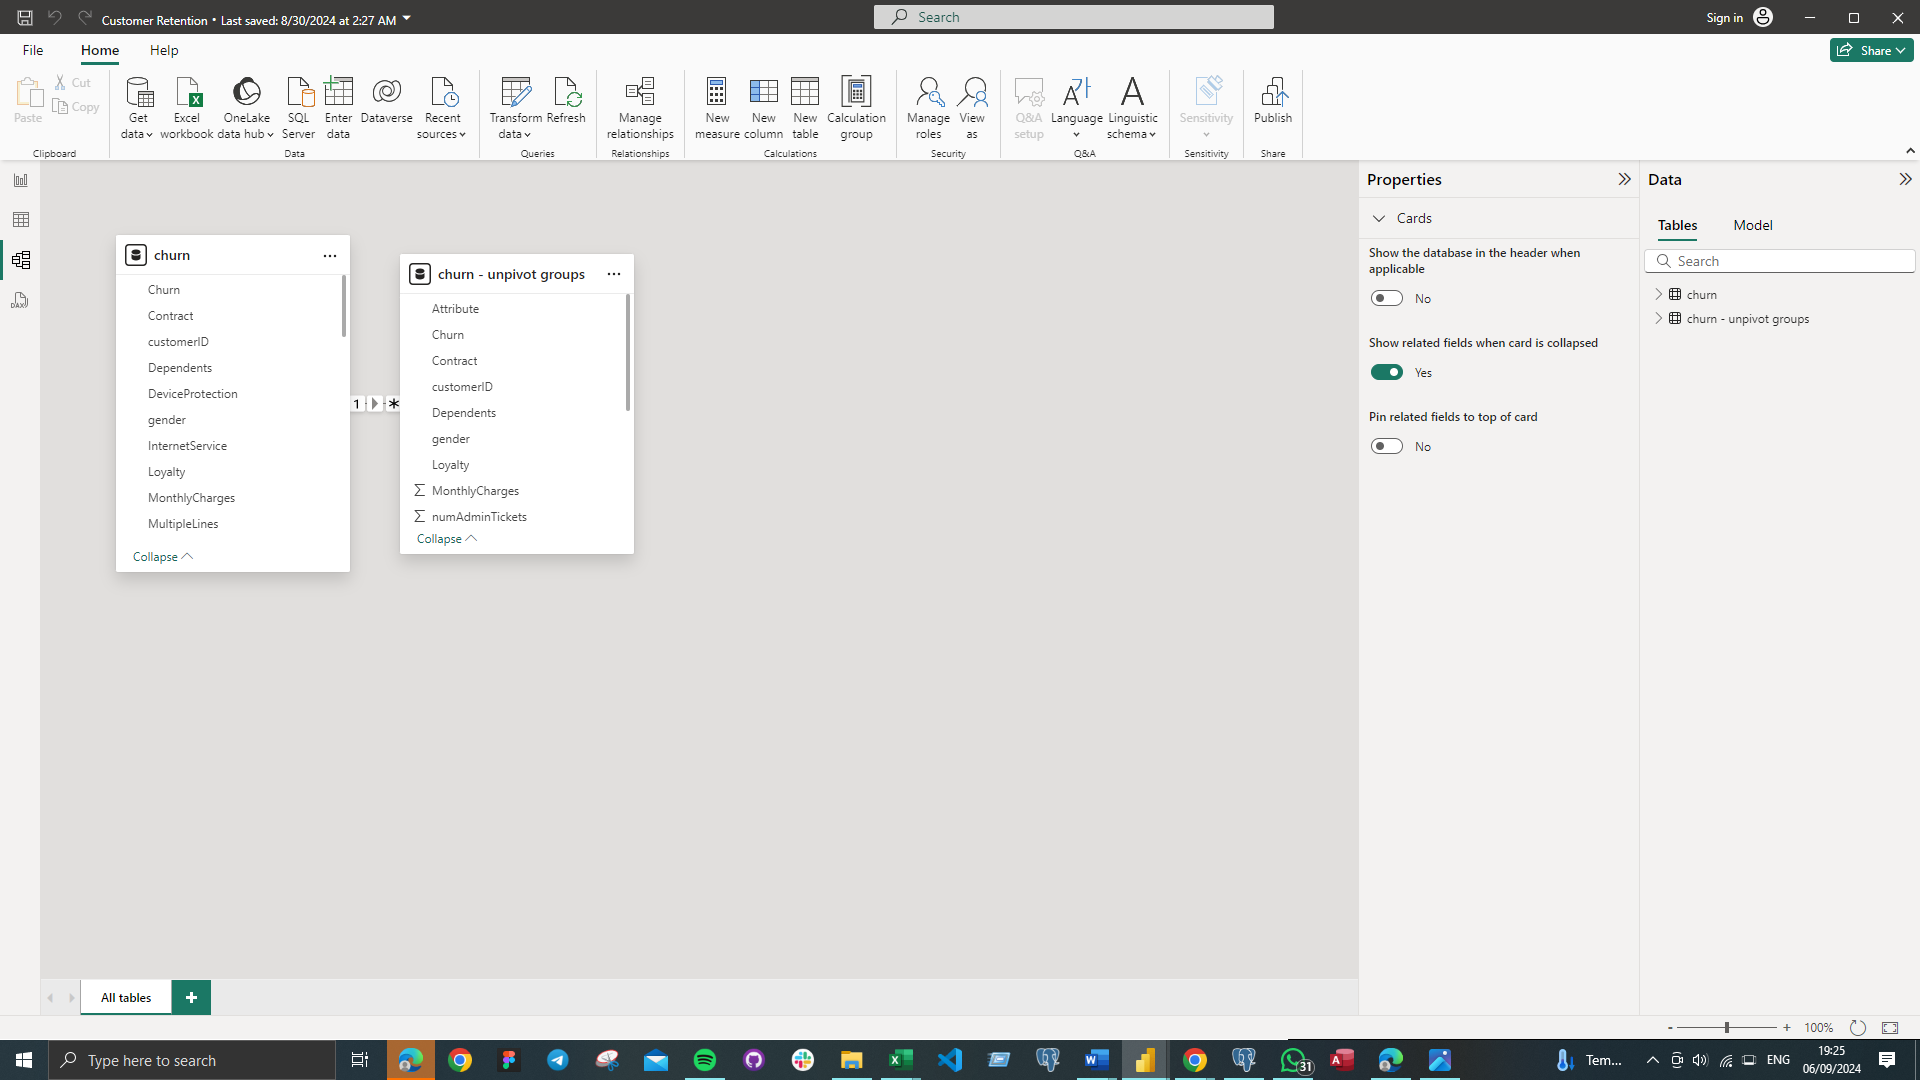 Customer Retention • Last saved: 8/30/2024 at 2:27 AM
Search
Sign in
File
Home
Help
Share
Paste
Cut
Copy
Clipboard
Get data
Excel workbook
OneLake data hub
SQL Server
Enter data
Dataverse
Recent sources
Data
Transform data
Refresh
Queries
Manage relationships
Relationships
New measure
New column
New table
Calculation group
Calculations
Manage roles
View as
Security
Q&A setup
Language
Linguistic schema
Q&A
Sensitivity
Sensitivity
Publish
Share
DAX
churn
Churn
Contract
customerID
Dependents
DeviceProtection
gender
InternetService
Loyalty
MonthlyCharges
MultipleLines
Collapse
1
*
churn - unpivot groups
Attribute
Churn
Contract
customerID
Dependents
gender
Loyalty
∑ MonthlyCharges
∑ numAdminTickets
Collapse
Properties
Cards
Show the database in the header when
applicable
No
Show related fields when card is collapsed
Yes
Pin related fields to top of card
No
Data
Tables
Model
Search
churn
churn - unpivot groups
All tables
+
- + 100%
Type here to search
31
Tem...
ENG
19:25
06/09/2024